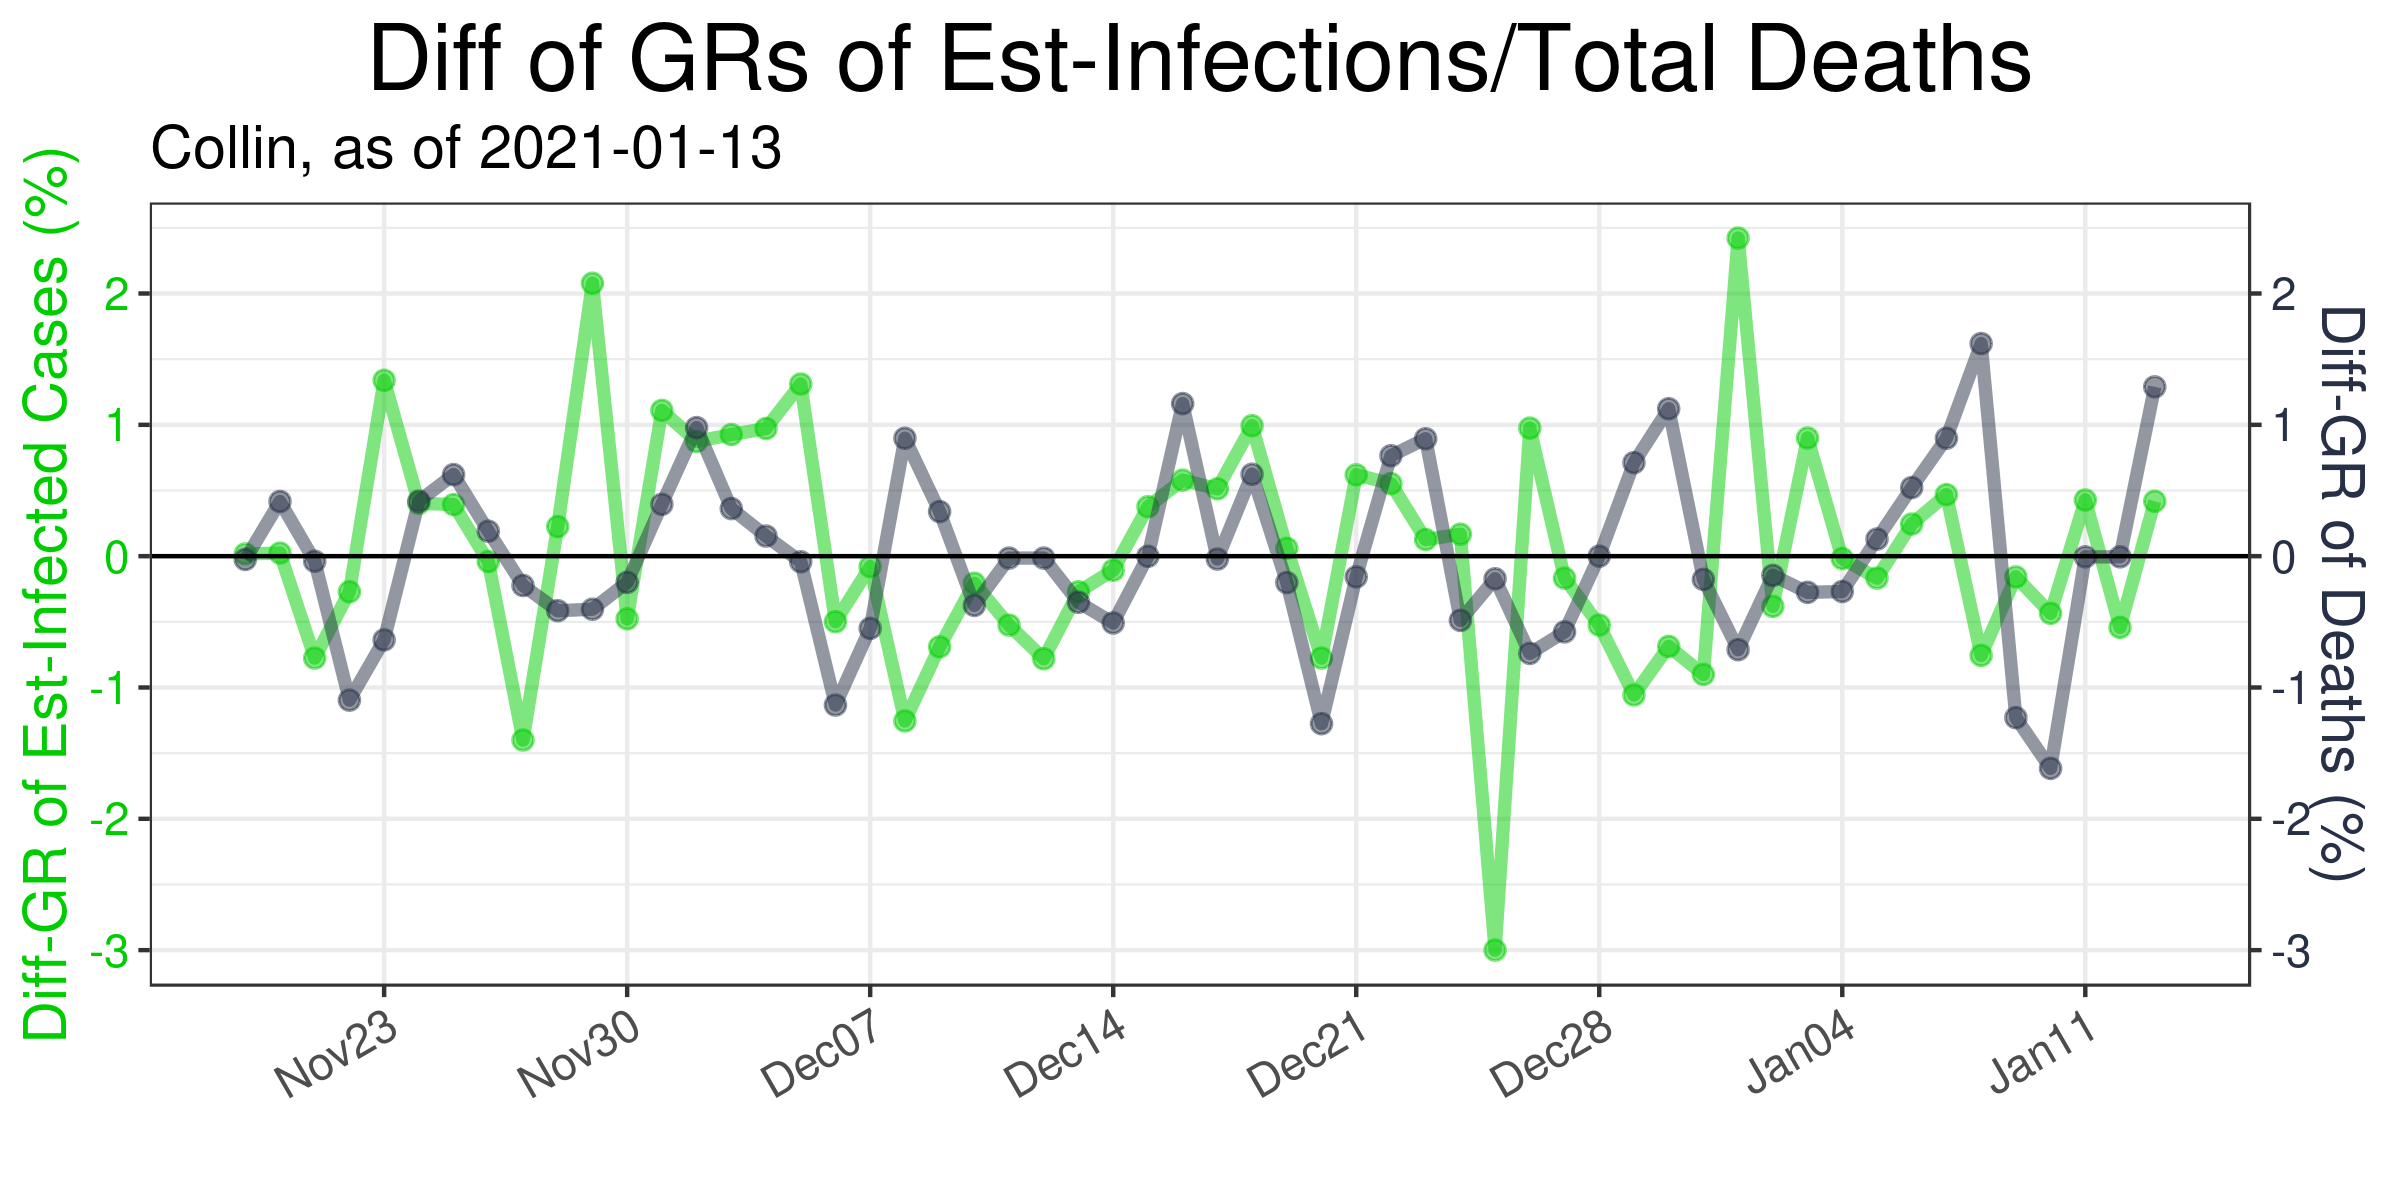 Diff of GRs of Est-Infections/Total Deaths
Collin, as of 2021-01-13
Diff-GR of Est-Infected Cases (%)
2
1
0
-1
-2
-3
2
1
0
-1
-2
-3
Diff-GR of Deaths (%)
Nov23
Nov30
Dec07
Dec14
Dec21
Dec28
Jan04
Jan11